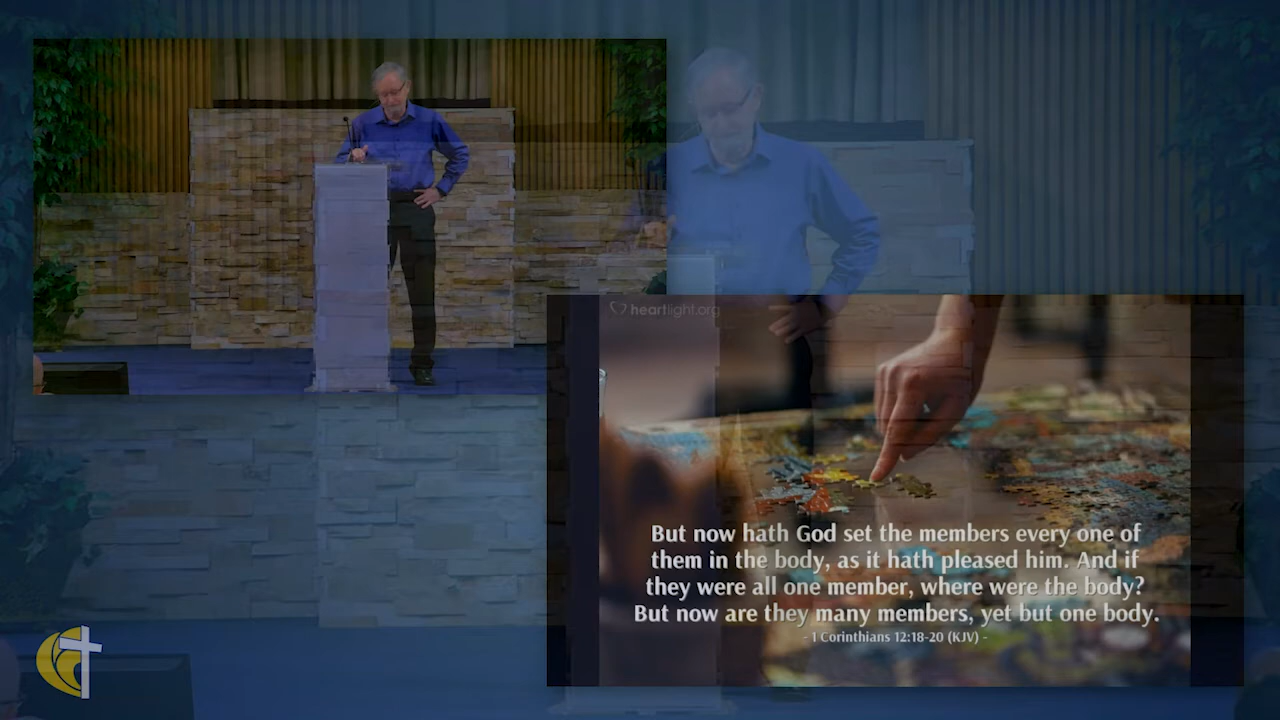 heartlight.org
But now hath God set the members every one of
them in the body, as it hath pleased him. And if
they were all one member, where were the body?
But now are they many members, yet but one body.
- 1 Corinthians 12:18-20 (KJV) -